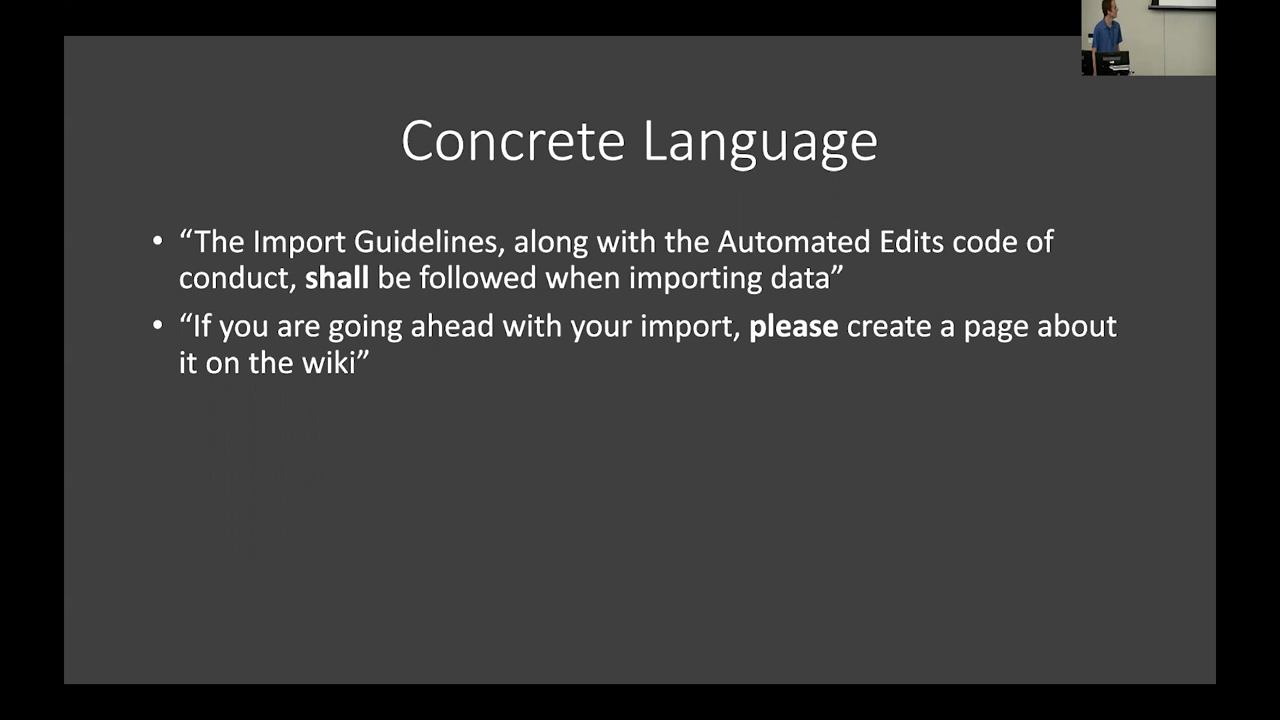 Concrete Language
• “The Import Guidelines, along with the Automated Edits code of
conduct, shall be followed when importing data”
• “If you are going ahead with your import, please create a page about
it on the wiki”